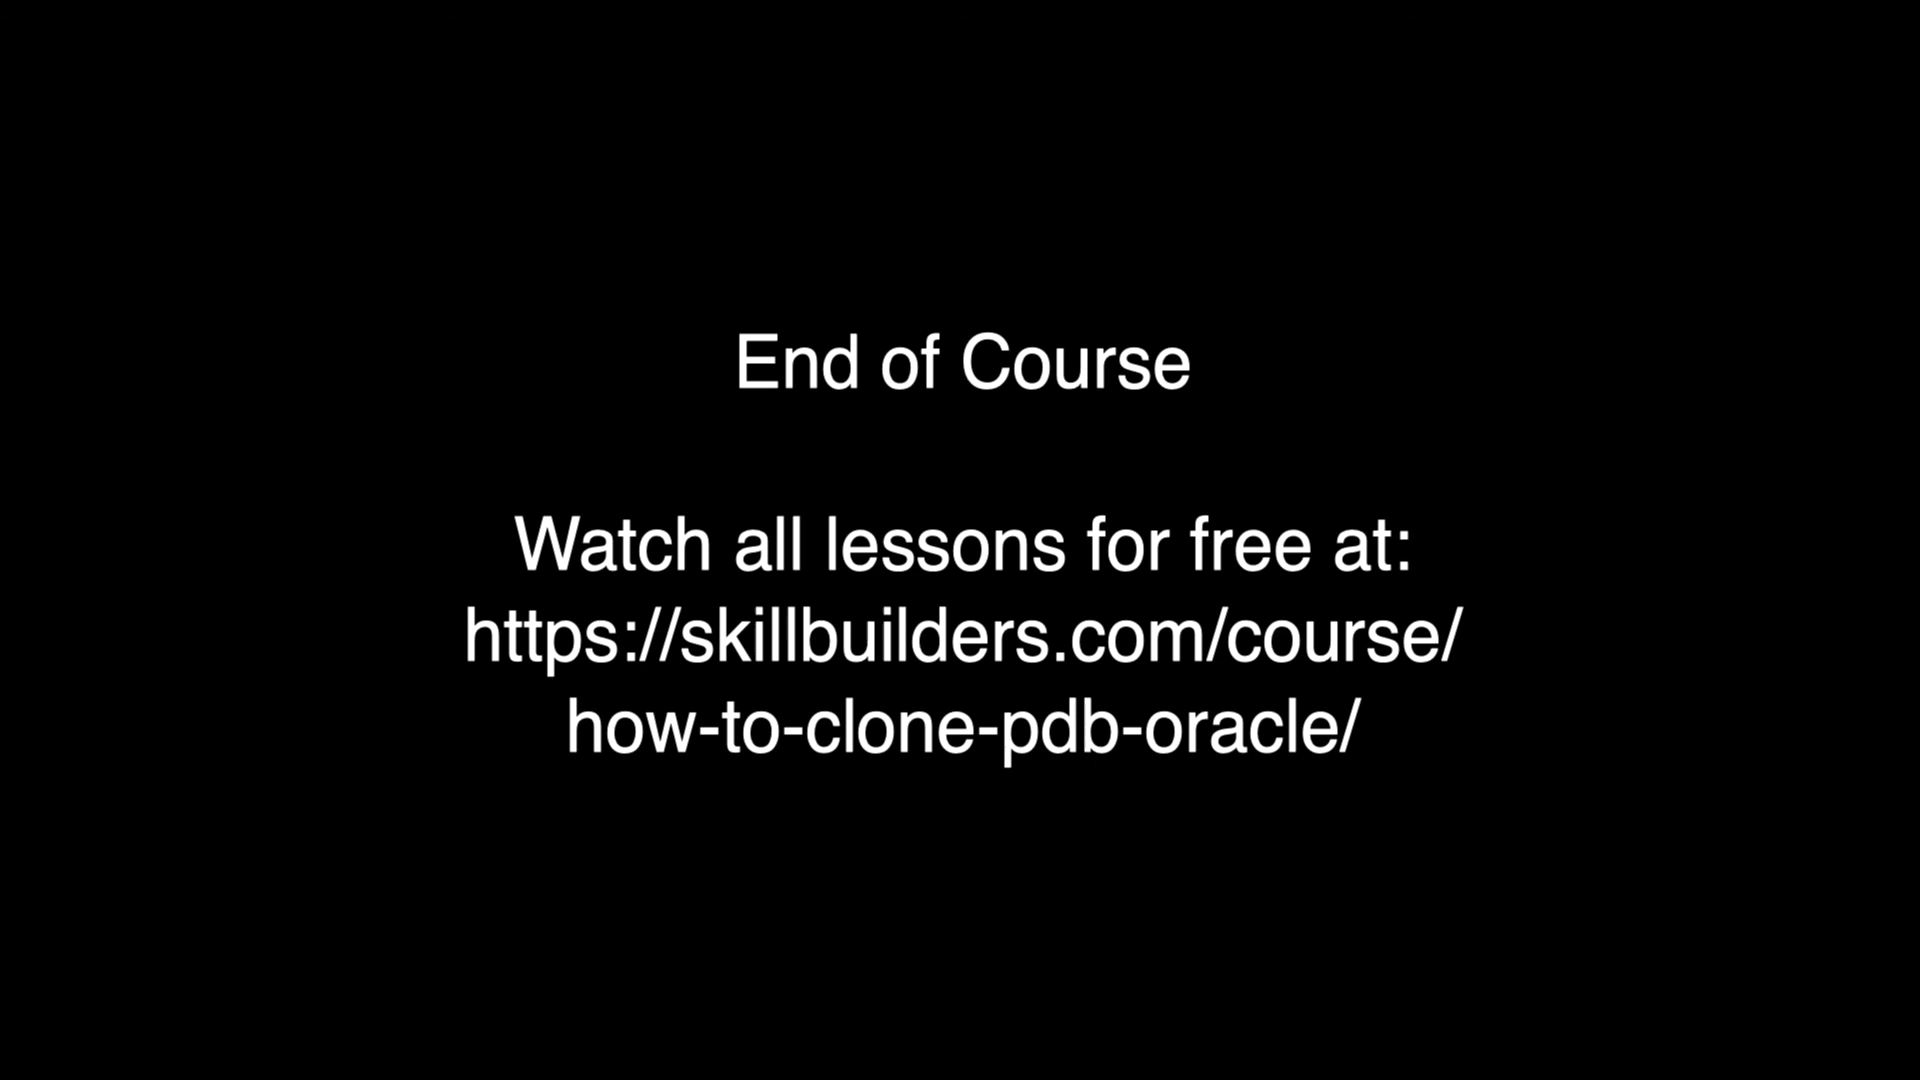 End of Course
Watch all lessons for free at:
https://skillbuilders.com/course/
how-to-clone-pdb-oracle/